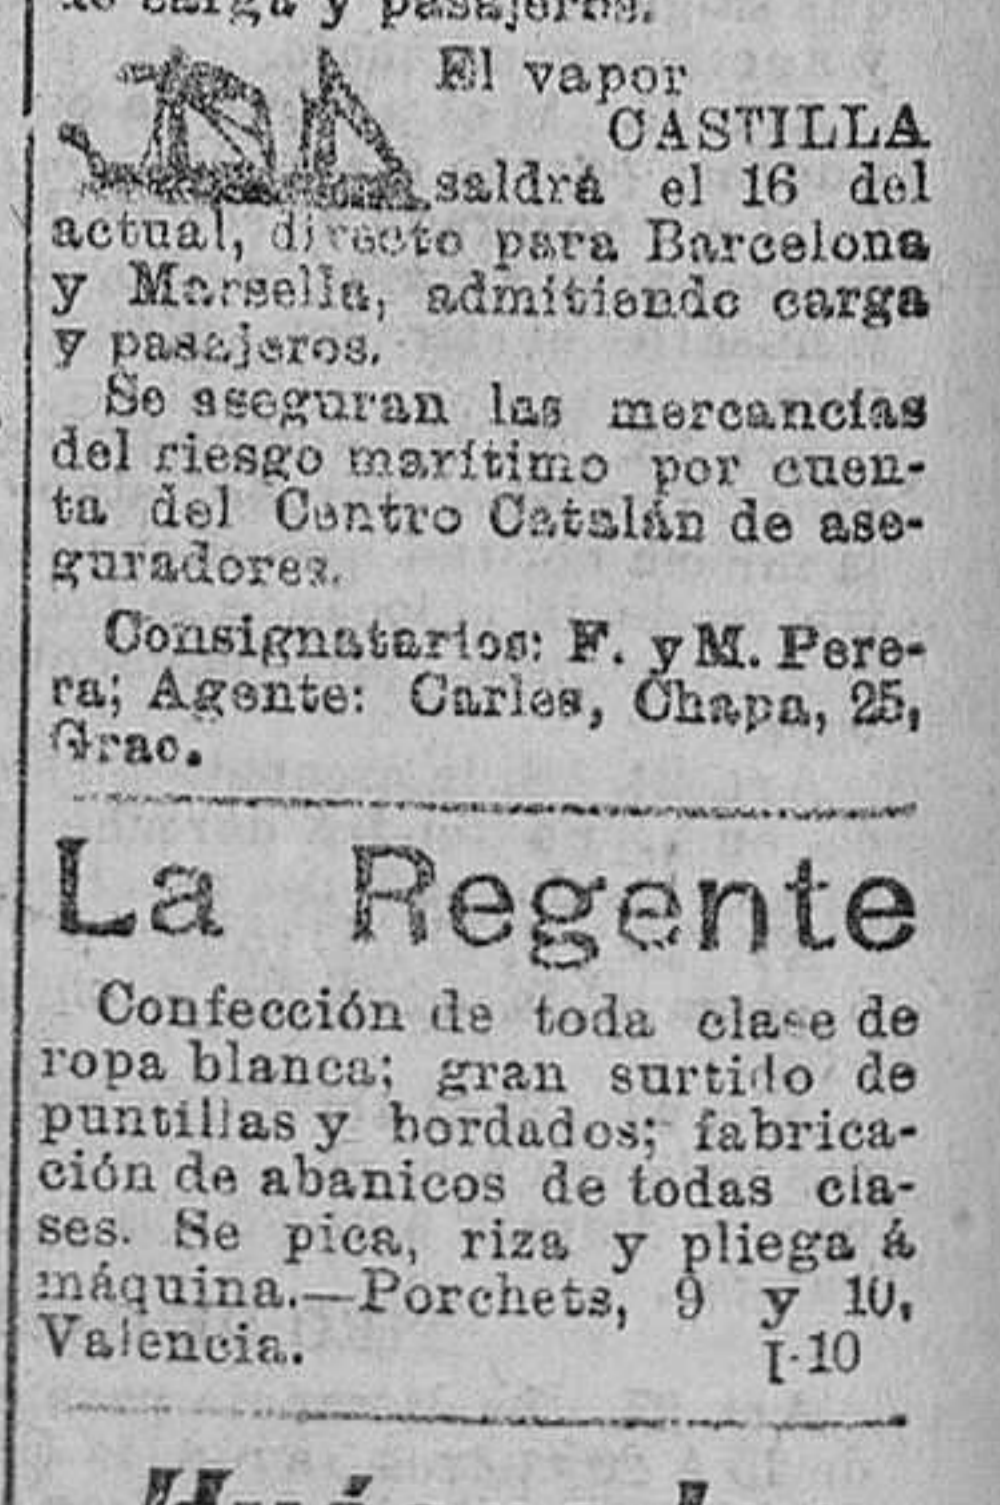 de carga y pasajeros.
El vapor
CASTILLA
saldrá el 16 del
actual, directo para Barcelona
y Marsella, admitiendo carga
y pasajeros.
Se aseguran las mercancías
del riesgo marítimo por cuen-
ta del Centro Catalán de ase-
guradores.
Consignatarios: F. y M. Pere-
ra; Agente: Carles, Chapa, 25,
Grao.
La Regente
Confección de toda clase de
ropa blanca; gran surtido de
puntillas y bordados; fabrica-
ción de abanicos de todas cla-
ses. Se pica, riza y pliega á
máquina.—Porchets, 9 y 10,
Valencia. I-10